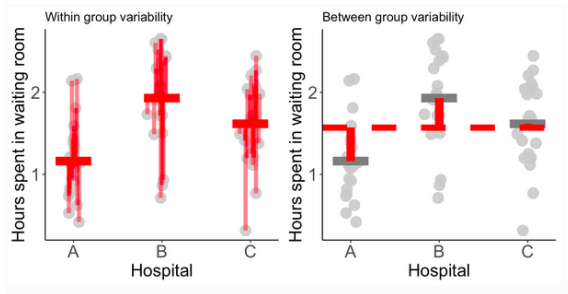 Within group variability
Hours spent in waiting room
2
1
A B C
Hospital
Between group variability
Hours spent in waiting room
2
1
A B C
Hospital